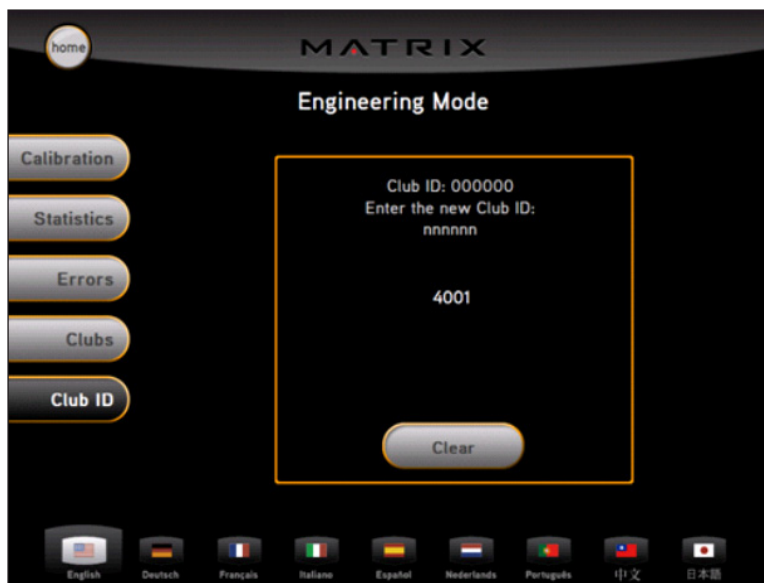 home
MATRIX
Engineering Mode
Calibration
Statistics
Errors
Clubs
Club ID
Club ID: 000000
Enter the new Club ID:
nnnnnn
4001
Clear
English Deutsch Français Italiano Español Nederlands Português 中文 日本語